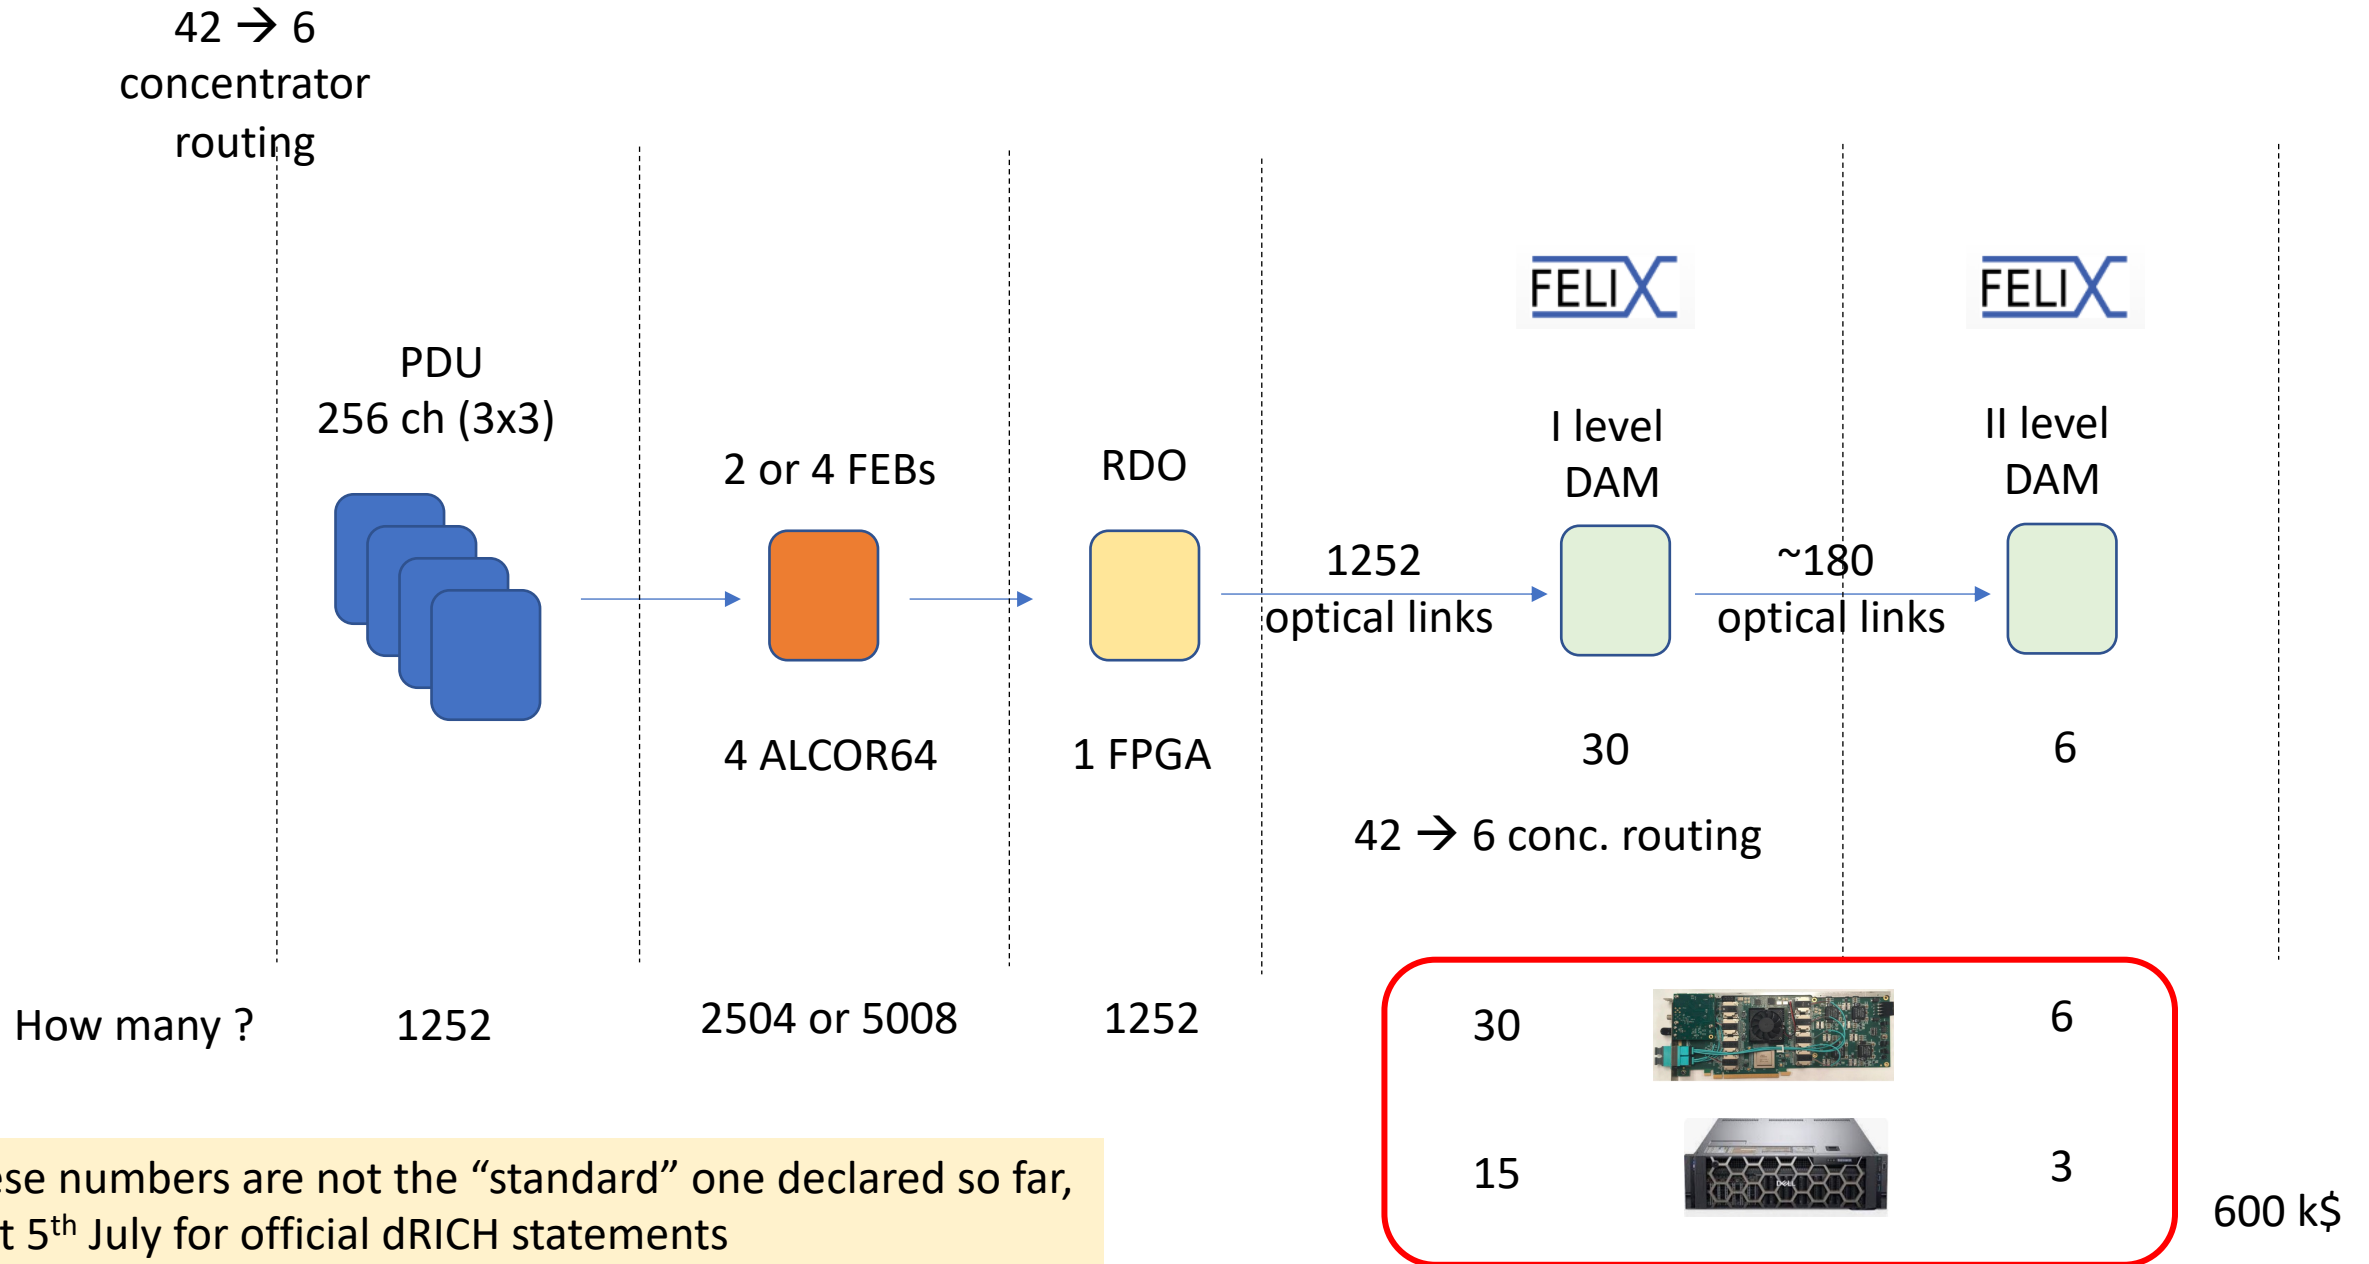 42 → 6
concentrator
routing
FELIX
FELIX
PDU
256 ch (3x3)
2 or 4 FEBs
RDO
I level
DAM
II level
DAM
1252
optical links
~180
optical links
4 ALCOR64
1 FPGA
30
6
42 → 6 conc. routing
How many ?
1252
2504 or 5008
1252
30
6
15
3
600 k$
ese numbers are not the “standard” one declared so far,
t 5th July for official dRICH statements